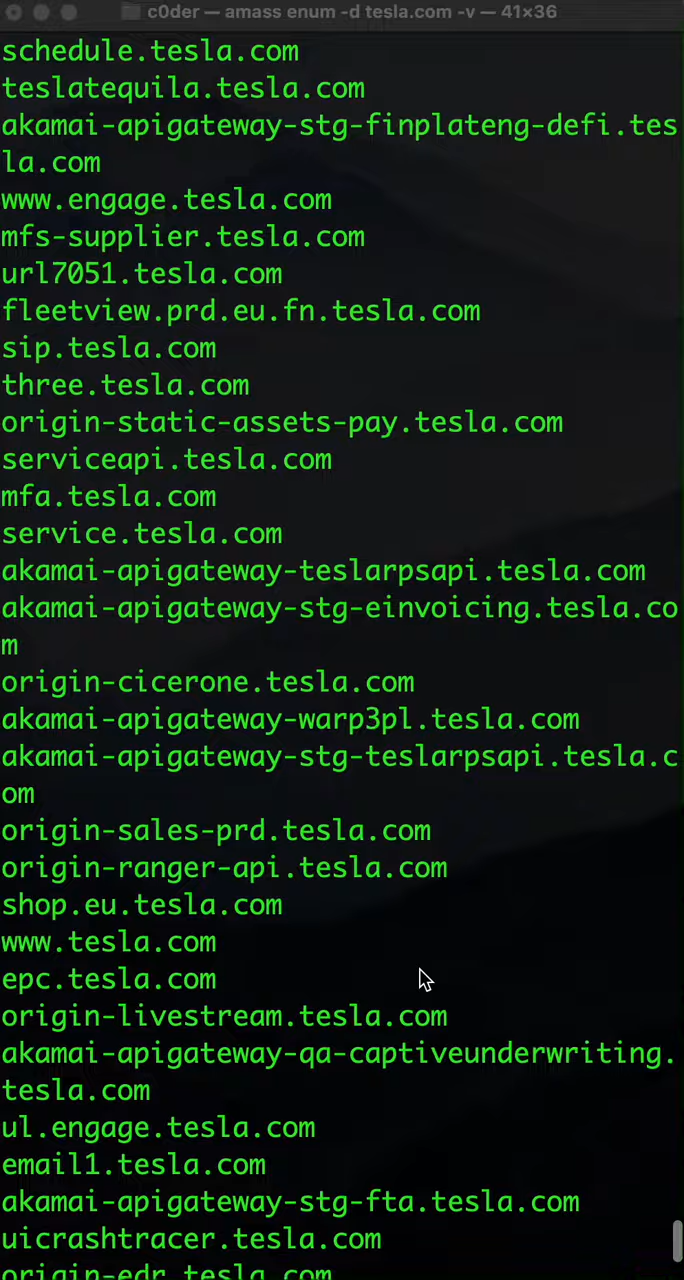 c0der — amass enum -d tesla.com -v — 41×36
schedule.tesla.com
teslatequila.tesla.com
akamai-apigateway-stg-finplateng-defi.tes
la.com
www.engage.tesla.com
mfs-supplier.tesla.com
url7051.tesla.com
fleetview.prd.eu.fn.tesla.com
sip.tesla.com
three.tesla.com
origin-static-assets-pay.tesla.com
serviceapi.tesla.com
mfa.tesla.com
service.tesla.com
akamai-apigateway-teslarpsapi.tesla.com
akamai-apigateway-stg-einvoicing.tesla.co
m
origin-cicerone.tesla.com
akamai-apigateway-warp3pl.tesla.com
akamai-apigateway-stg-teslarpsapi.tesla.c
om
origin-sales-prd.tesla.com
origin-ranger-api.tesla.com
shop.eu.tesla.com
www.tesla.com
epc.tesla.com
origin-livestream.tesla.com
akamai-apigateway-qa-captiveunderwriting.
tesla.com
ul.engage.tesla.com
email1.tesla.com
akamai-apigateway-stg-fta.tesla.com
uicrashtracer.tesla.com
origin-edr.tesla.com